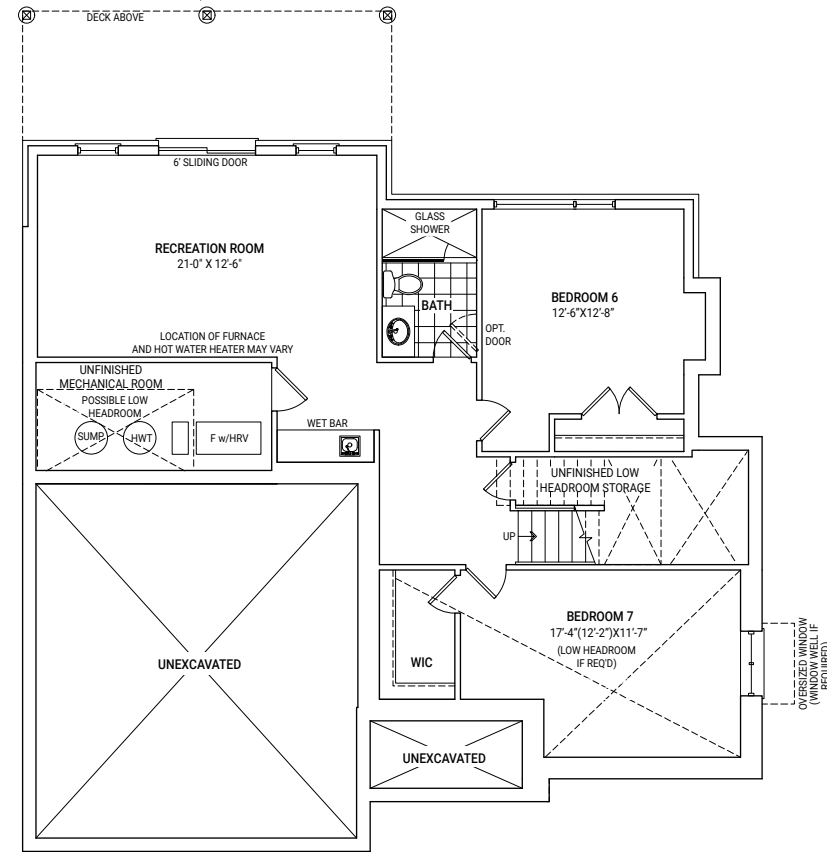 DECK ABOVE
6' SLIDING DOOR
RECREATION ROOM
21'-0" X 12'-6"
LOCATION OF FURNACE
AND HOT WATER HEATER MAY VARY
GLASS
SHOWER
BATH
OPT.
DOOR
BEDROOM 6
12'-6"X12'-8"
UNFINISHED
MECHANICAL ROOM
POSSIBLE LOW
HEADROOM
SUMP
HWT
F w/HRV
WET BAR
UNFINISHED LOW
HEADROOM STORAGE
UP
BEDROOM 7
17'-4"(12'-2")X11'-7"
(LOW HEADROOM
IF REQ'D)
WIC
OVERSIZED WINDOW
(WINDOW WELL IF
REQUIRED)
UNEXCAVATED
UNEXCAVATED